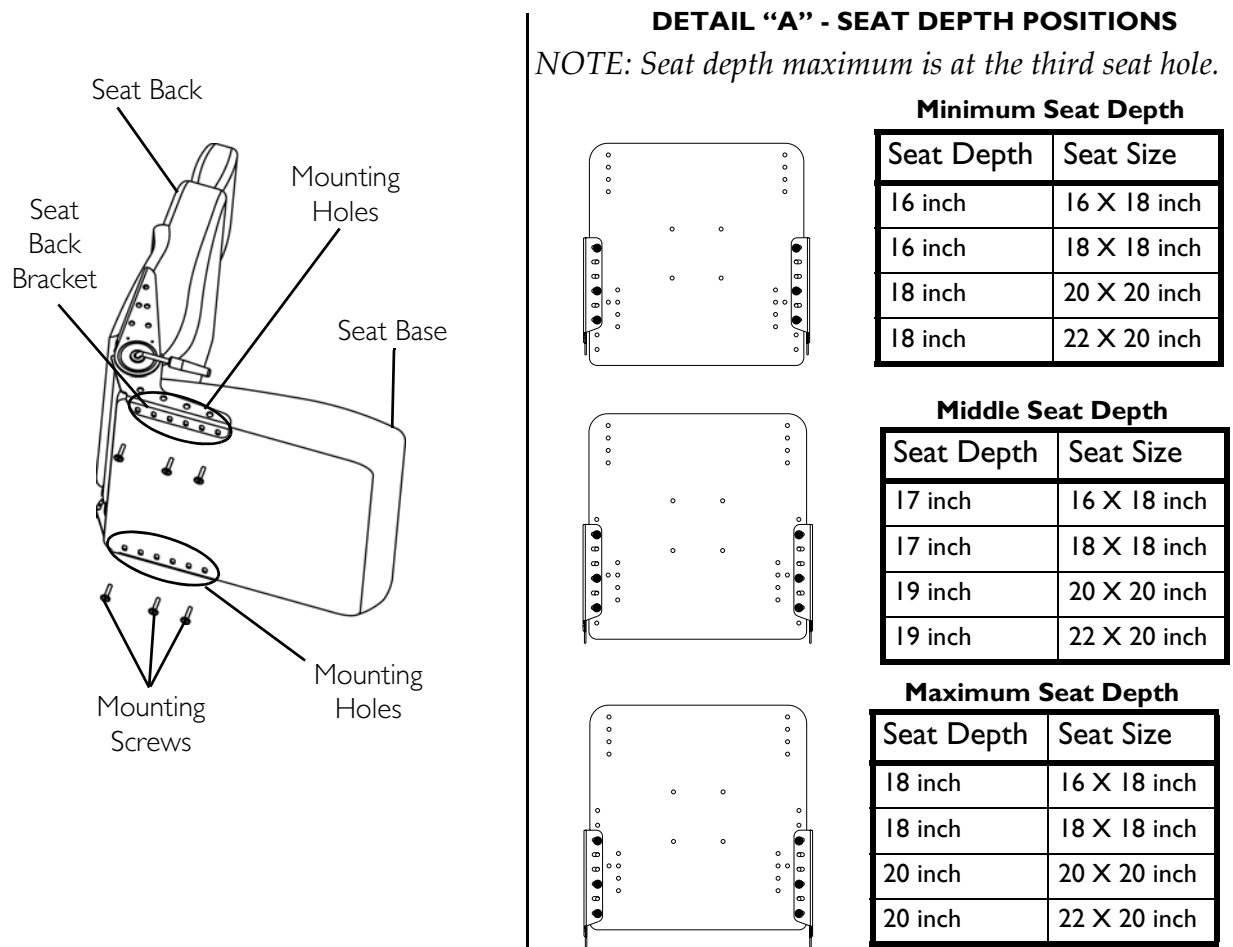 Seat Back
Mounting
Holes
Seat
Back
Bracket
Seat Base
Mounting
Holes
Mounting
Screws
DETAIL “A” - SEAT DEPTH POSITIONS
NOTE: Seat depth maximum is at the third seat hole.
Minimum Seat Depth
Seat Depth Seat Size
16 inch 16 X 18 inch
16 inch 18 X 18 inch
18 inch 20 X 20 inch
18 inch 22 X 20 inch
Middle Seat Depth
Seat Depth Seat Size
17 inch 16 X 18 inch
17 inch 18 X 18 inch
19 inch 20 X 20 inch
19 inch 22 X 20 inch
Maximum Seat Depth
Seat Depth Seat Size
18 inch 16 X 18 inch
18 inch 18 X 18 inch
20 inch 20 X 20 inch
20 inch 22 X 20 inch